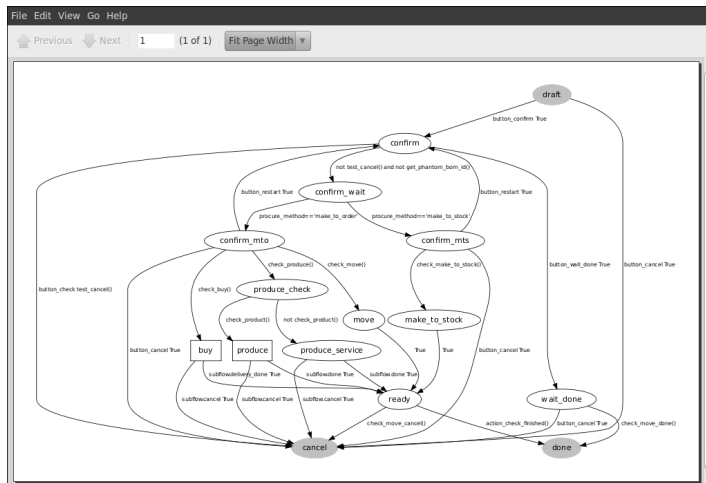 File Edit View Go Help
Previous Next 1 (1 of 1) Fit Page Width
draft
button_confirm True
confirm
not test_cancel() and not get_phantom_bom_id()
confirm_wait
button_restart True
button_restart True
procure_method=='make_to_order'
procure_method=='make_to_stock'
confirm_mto
confirm_mts
check_produce()
check_move()
check_make_to_stock()
button_wait_done True
button_cancel True
button_check test_cancel()
check_buy()
produce_check
check_product()
not check_product()
move
make_to_stock
button_cancel True
buy
produce
produce_service
True
True
button_cancel True
subflow.delivery_done True
subflow.done True
subflow.done True
subflow.cancel True
subflow.cancel True
subflow.cancel True
ready
wait_done
check_move_cancel()
action_check_finished()
button_cancel True
check_move_done()
cancel
done